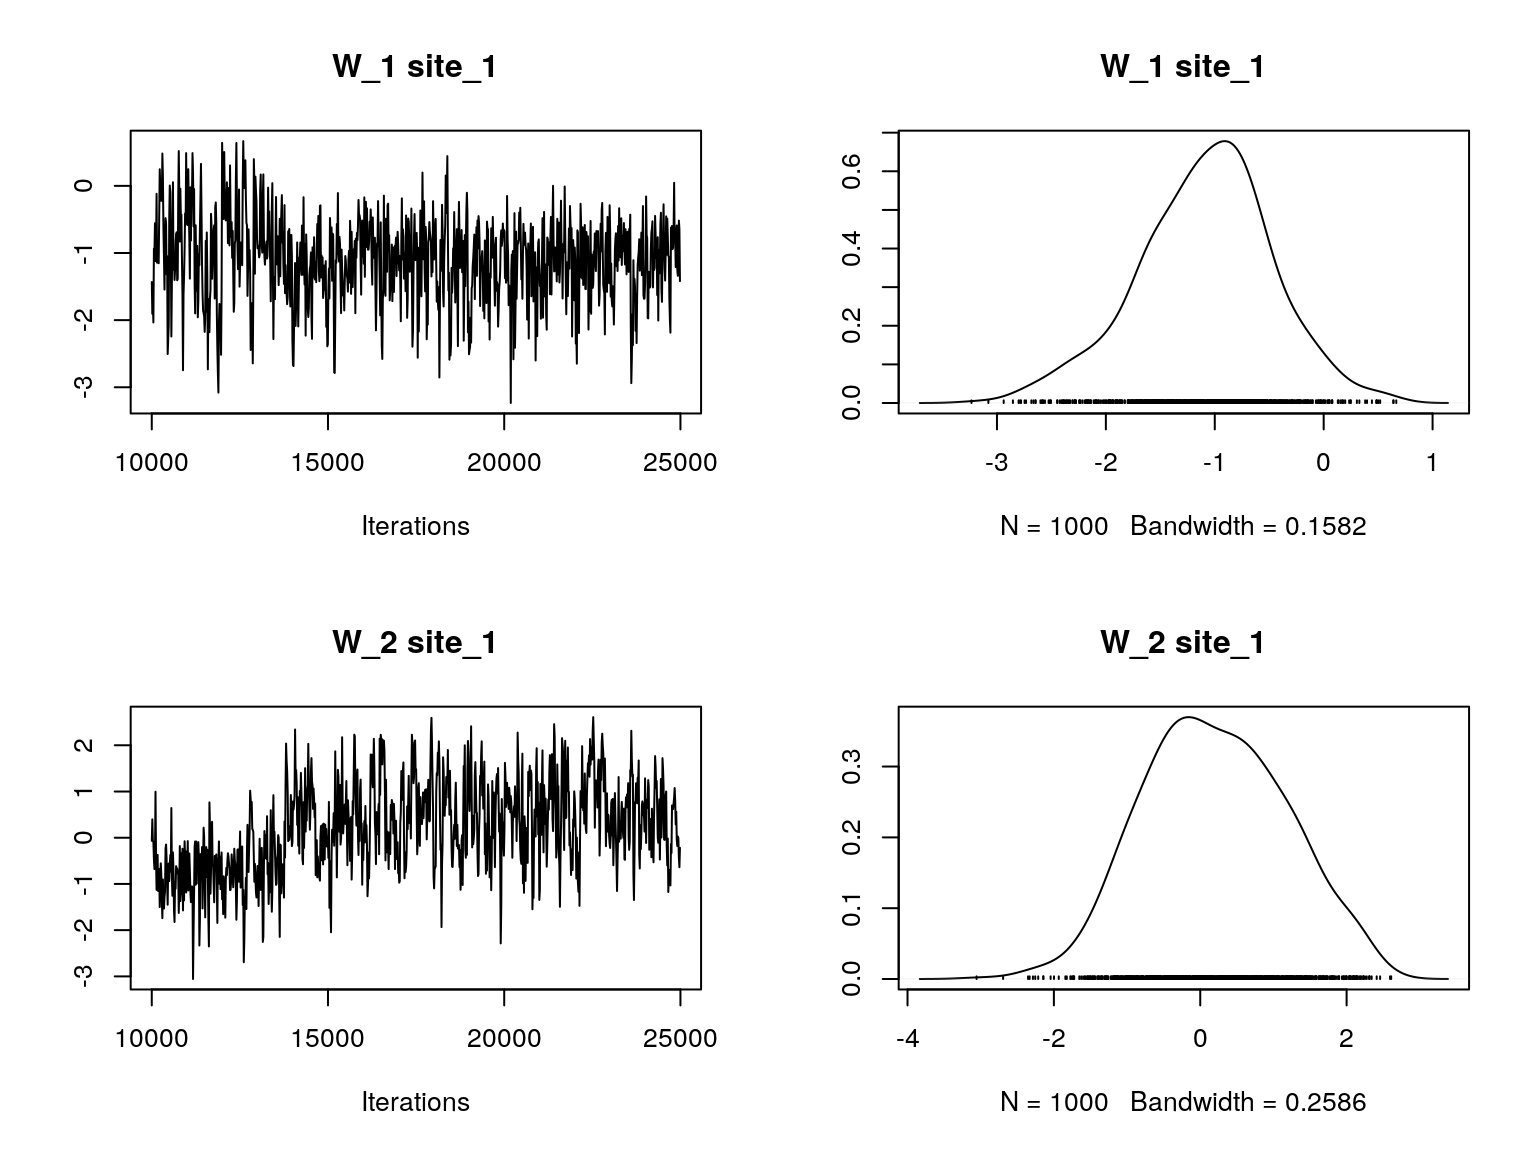 W_1 site_1
0
-1
-2
-3
10000 15000 20000 25000
Iterations
W_1 site_1
0.6
0.4
0.2
0.0
-3 -2 -1 0 1
N = 1000 Bandwidth = 0.1582
W_2 site_1
2
1
0
-1
-2
-3
10000 15000 20000 25000
Iterations
W_2 site_1
0.3
0.2
0.1
0.0
-4 -2 0 2
N = 1000 Bandwidth = 0.2586